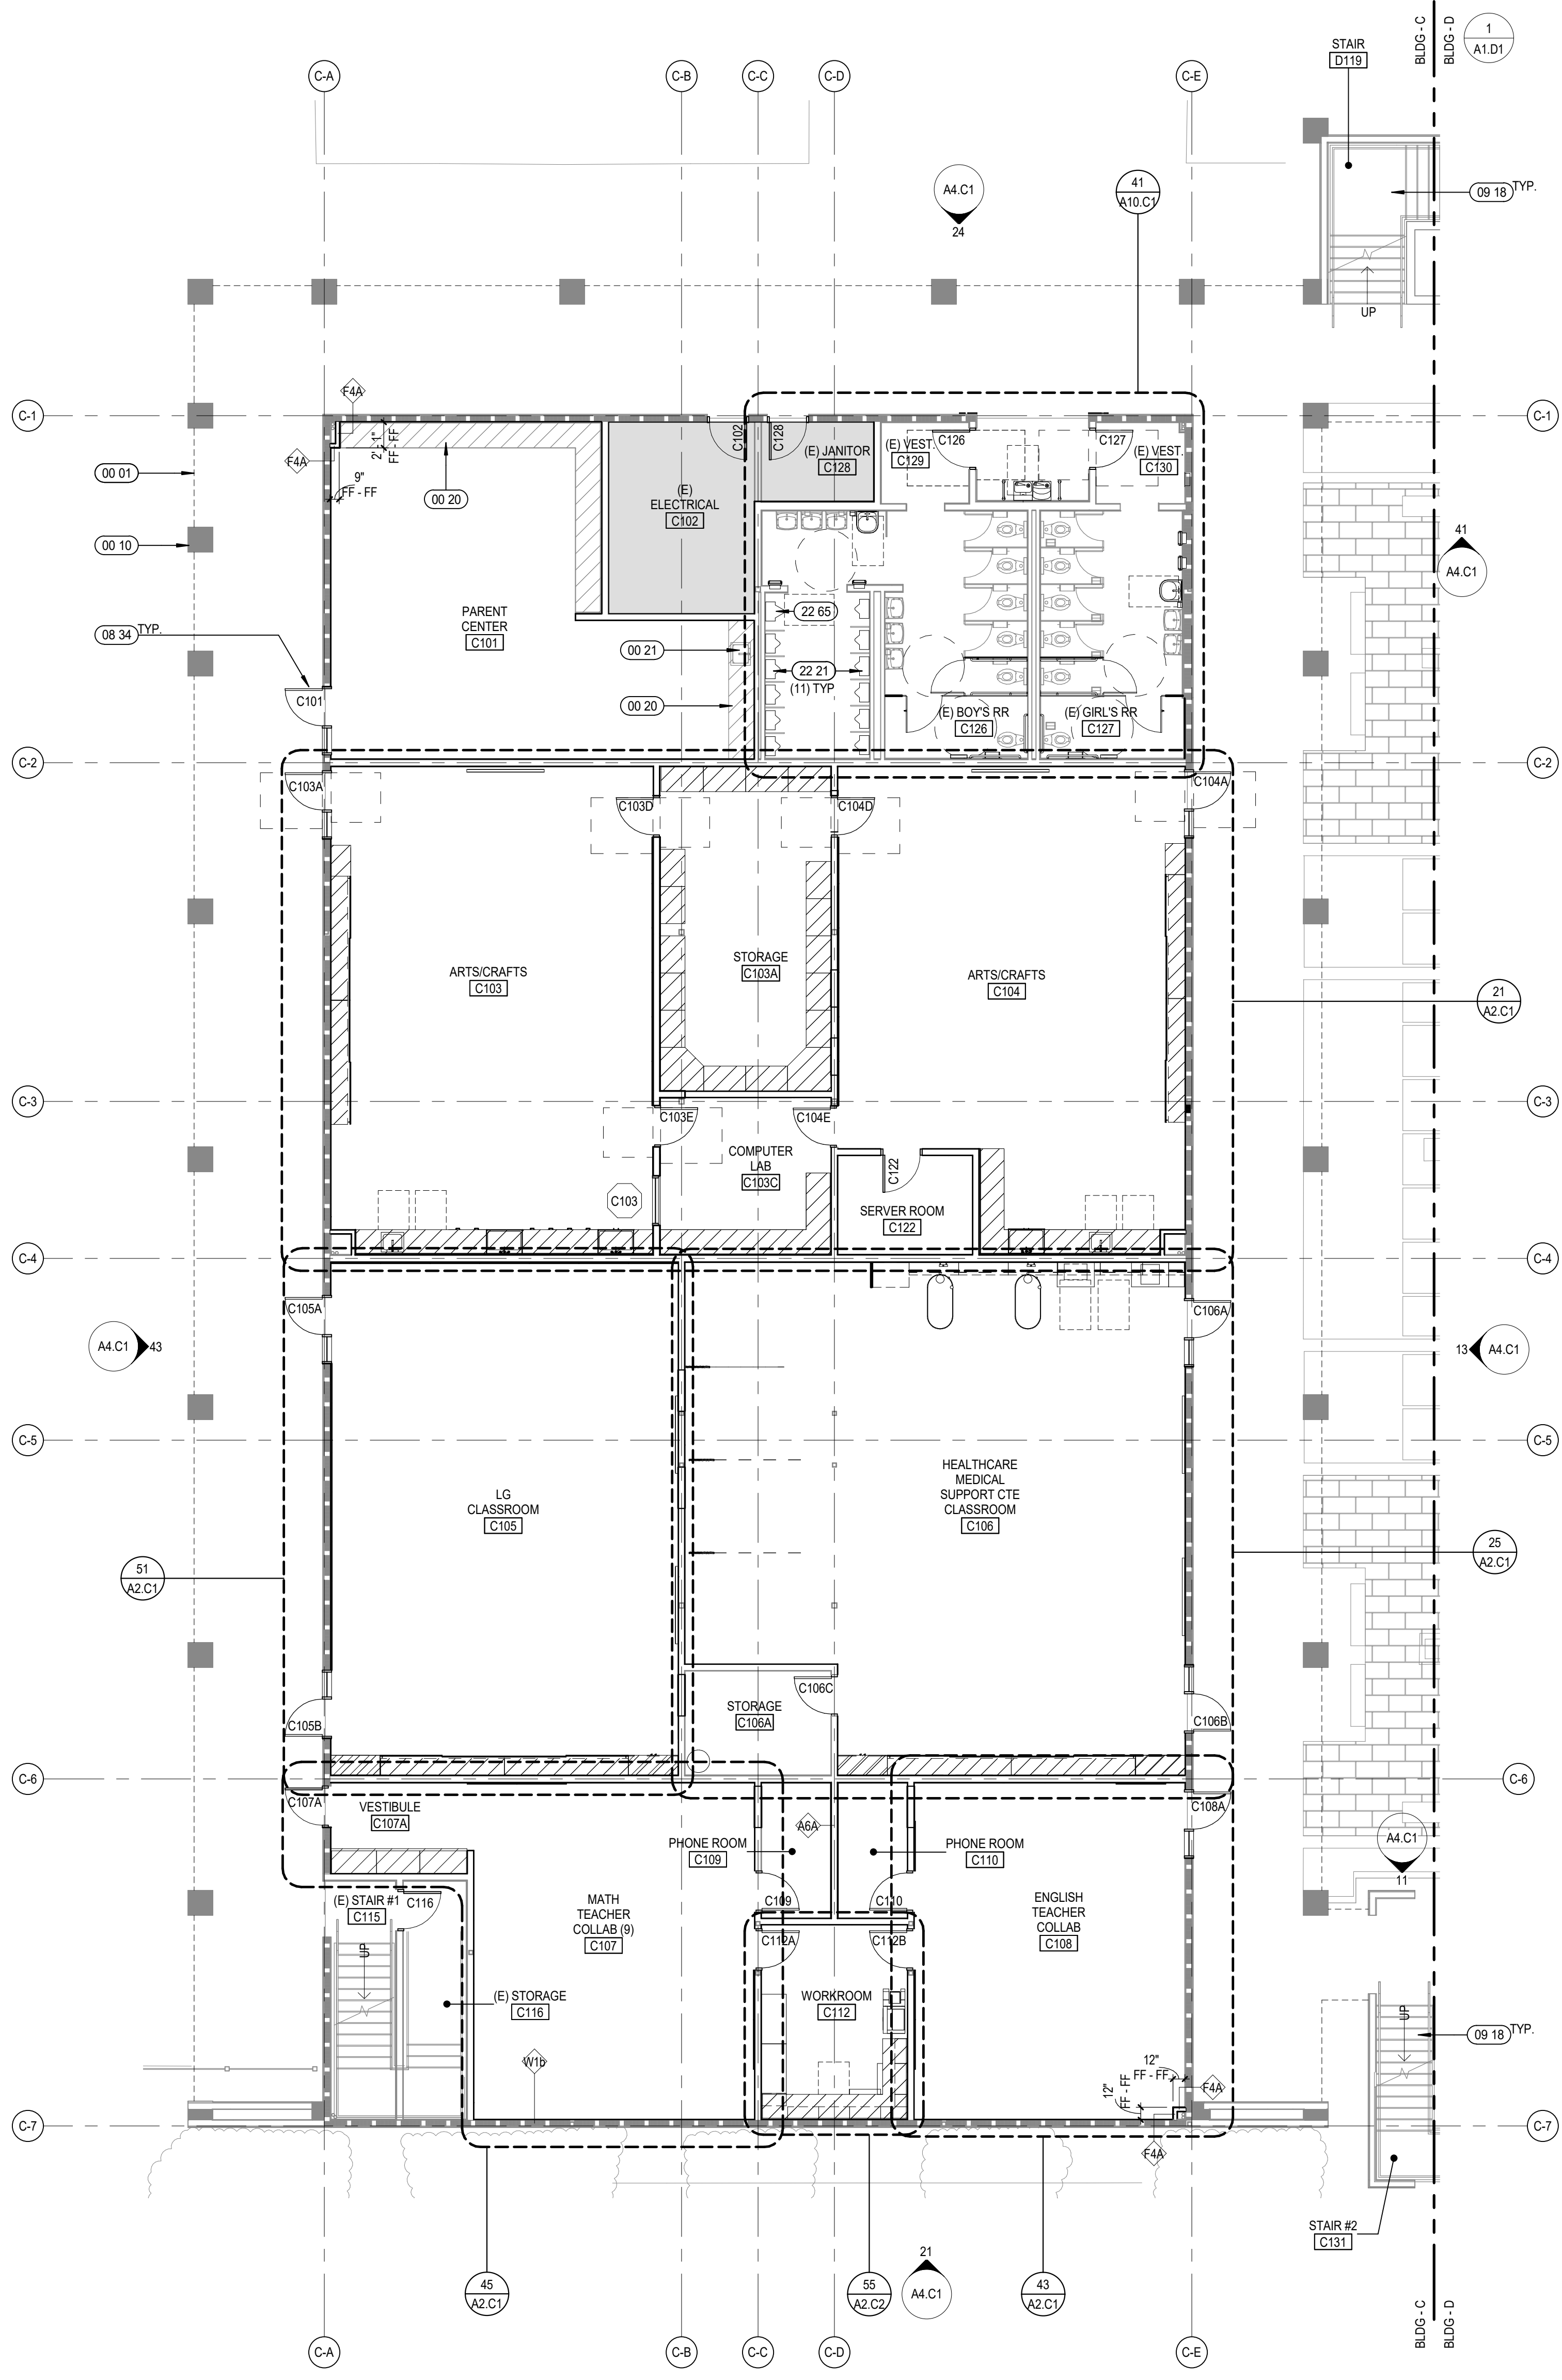 BLDG - C
BLDG - D
1
A1.D1
STAIR
D119
C-A
C-B
C-C
C-D
C-E
A4.C1
24
41
A10.C1
09 18
TYP.
UP
C-1
C-1
F4A
F4A
2' - 1"
FF - FF
9"
FF - FF
00 20
00 01
00 10
08 34
TYP.
C101
PARENT
CENTER
C101
(E)
ELECTRICAL
C102
C102
C128
(E) JANITOR
C128
(E) VEST.
C129
C126
C127
(E) VEST.
C130
41
A4.C1
22 65
00 21
22 21
(11) TYP
00 20
(E) BOY'S RR
C126
(E) GIRL'S RR
C127
C-2
C-2
C103A
C103D
C104D
C104A
ARTS/CRAFTS
C103
STORAGE
C103A
ARTS/CRAFTS
C104
21
A2.C1
C-3
C-3
C103E
C104E
COMPUTER
LAB
C103C
C122
C103
SERVER ROOM
C122
C-4
C-4
C105A
C106A
A4.C1
43
13
A4.C1
C-5
C-5
LG
CLASSROOM
C105
HEALTHCARE
MEDICAL
SUPPORT CTE
CLASSROOM
C106
51
A2.C1
25
A2.C1
C105B
STORAGE
C106A
C106C
C106B
C-6
C-6
C107A
VESTIBULE
C107A
PHONE ROOM
C109
A6A
PHONE ROOM
C110
C108A
A4.C1
11
(E) STAIR #1
C115
C116
UP
MATH
TEACHER
COLLAB (9)
C107
C109
C110
ENGLISH
TEACHER
COLLAB
C108
C112A
C112B
(E) STORAGE
C116
WORKROOM
C112
W1b
12"
FF - FF
12"
FF - FF
F4A
F4A
UP
09 18
TYP.
C-7
C-7
STAIR #2
C131
45
A2.C1
55
A2.C2
21
A4.C1
43
A2.C1
C-A
C-B
C-C
C-D
C-E
BLDG - C
BLDG - D